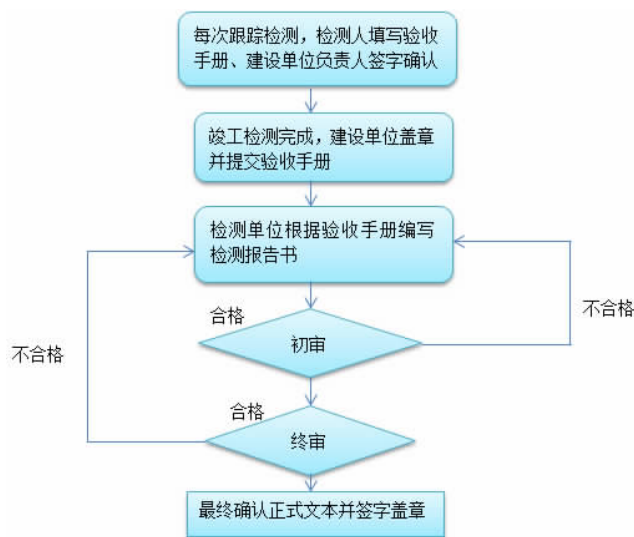 每次跟踪检测，检测人填写验收
手册、建设单位负责人签字确认
竣工检测完成，建设单位盖章
并提交验收手册
检测单位根据验收手册编写
检测报告书
合格
不合格
初审
不合格
合格
终审
最终确认正式文本并签字盖章